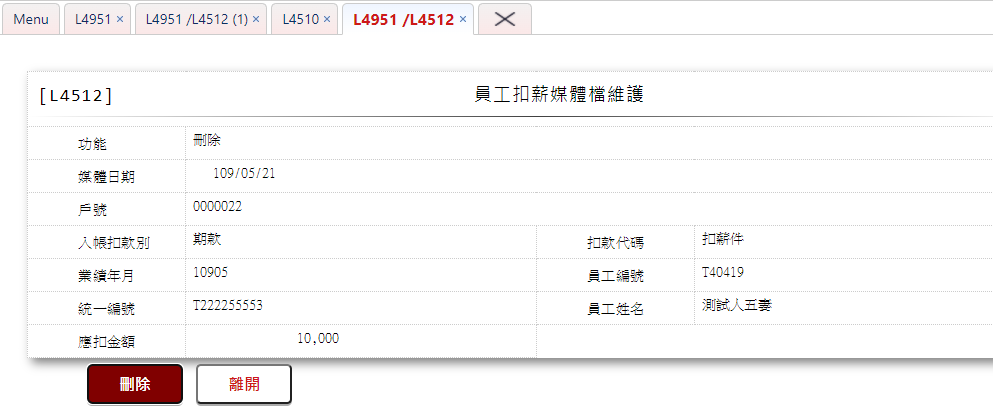 Menu L4951 × L4951 /L4512 (1) × L4510 × L4951 /L4512 ×
[L4512] 員工扣薪媒體檔維護
功能 刪除
媒體日期 109/05/21
戶號 0000022
入帳扣款別 期款 扣款代碼 扣薪件
業績年月 10905 員工編號 T40419
統一編號 T222255553 員工姓名 測試人五妻
應扣金額 10,000
刪除 離開